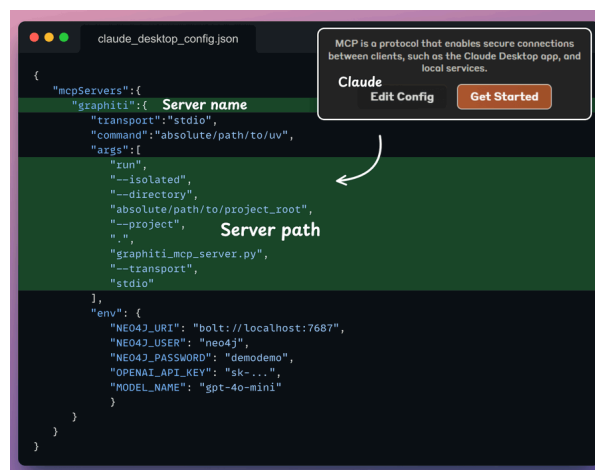 claude_desktop_config.json
MCP is a protocol that enables secure connections
between clients, such as the Claude Desktop app, and
local services.
Claude
Edit Config
Get Started
{
"mcpServers":{
"graphiti":{ Server name
"transport":"stdio",
"command":"absolute/path/to/uv",
"args":[
"run",
"--isolated",
"--directory",
"absolute/path/to/project_root",
"--project",
".",
"graphiti_mcp_server.py",
"--transport",
"stdio"
Server path
],
"env": {
"NEO4J_URI": "bolt://localhost:7687",
"NEO4J_USER": "neo4j",
"NEO4J_PASSWORD": "demodemo",
"OPENAI_API_KEY": "sk-...",
"MODEL_NAME": "gpt-4o-mini"
}
}
}
}